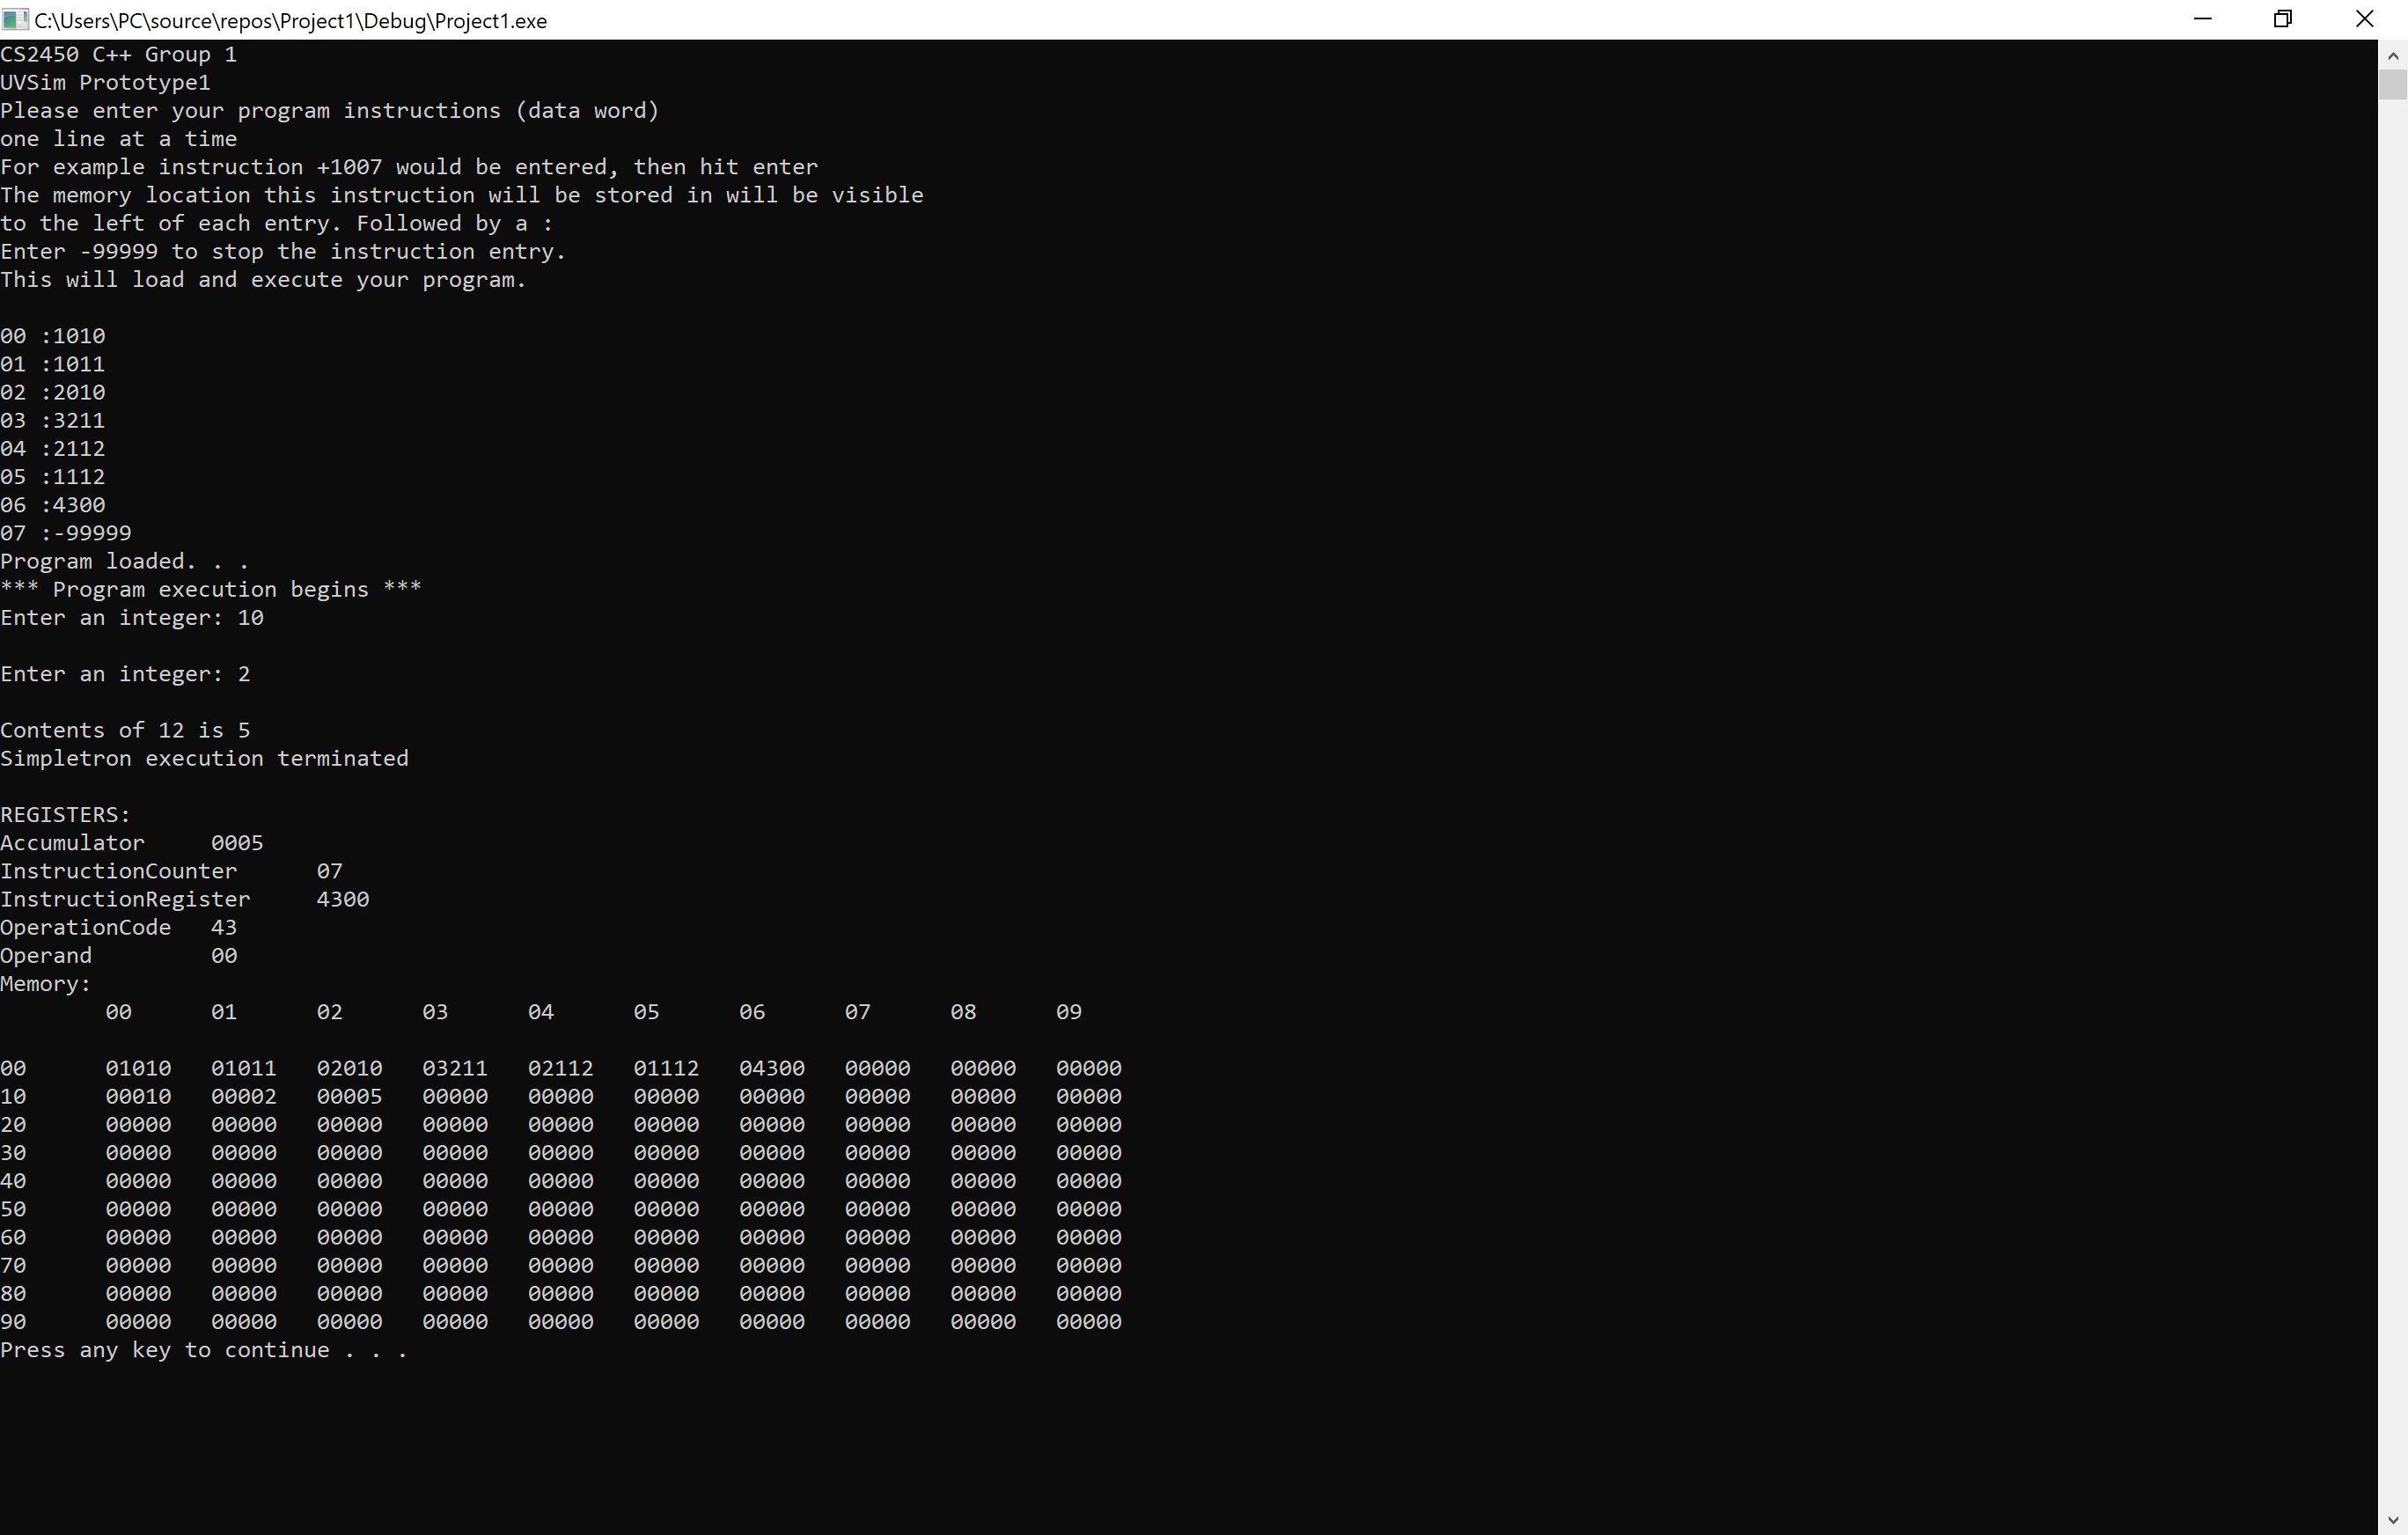 C:\Users\PC\source\repos\Project1\Debug\Project1.exe
CS2450 C++ Group 1
UVSim Prototype1
Please enter your program instructions (data word)
one line at a time
For example instruction +1007 would be entered, then hit enter
The memory location this instruction will be stored in will be visible
to the left of each entry. Followed by a :
Enter -99999 to stop the instruction entry.
This will load and execute your program.

00 :1010
01 :1011
02 :2010
03 :3211
04 :2112
05 :1112
06 :4300
07 :-99999
Program loaded. . .
*** Program execution begins ***
Enter an integer: 10

Enter an integer: 2

Contents of 12 is 5
Simpletron execution terminated

REGISTERS:
Accumulator     0005
InstructionCounter      07
InstructionRegister     4300
OperationCode   43
Operand         00
Memory:
        00      01      02      03      04      05      06      07      08      09

00      01010   01011   02010   03211   02112   01112   04300   00000   00000   00000
10      00010   00002   00005   00000   00000   00000   00000   00000   00000   00000
20      00000   00000   00000   00000   00000   00000   00000   00000   00000   00000
30      00000   00000   00000   00000   00000   00000   00000   00000   00000   00000
40      00000   00000   00000   00000   00000   00000   00000   00000   00000   00000
50      00000   00000   00000   00000   00000   00000   00000   00000   00000   00000
60      00000   00000   00000   00000   00000   00000   00000   00000   00000   00000
70      00000   00000   00000   00000   00000   00000   00000   00000   00000   00000
80      00000   00000   00000   00000   00000   00000   00000   00000   00000   00000
90      00000   00000   00000   00000   00000   00000   00000   00000   00000   00000
Press any key to continue . . .